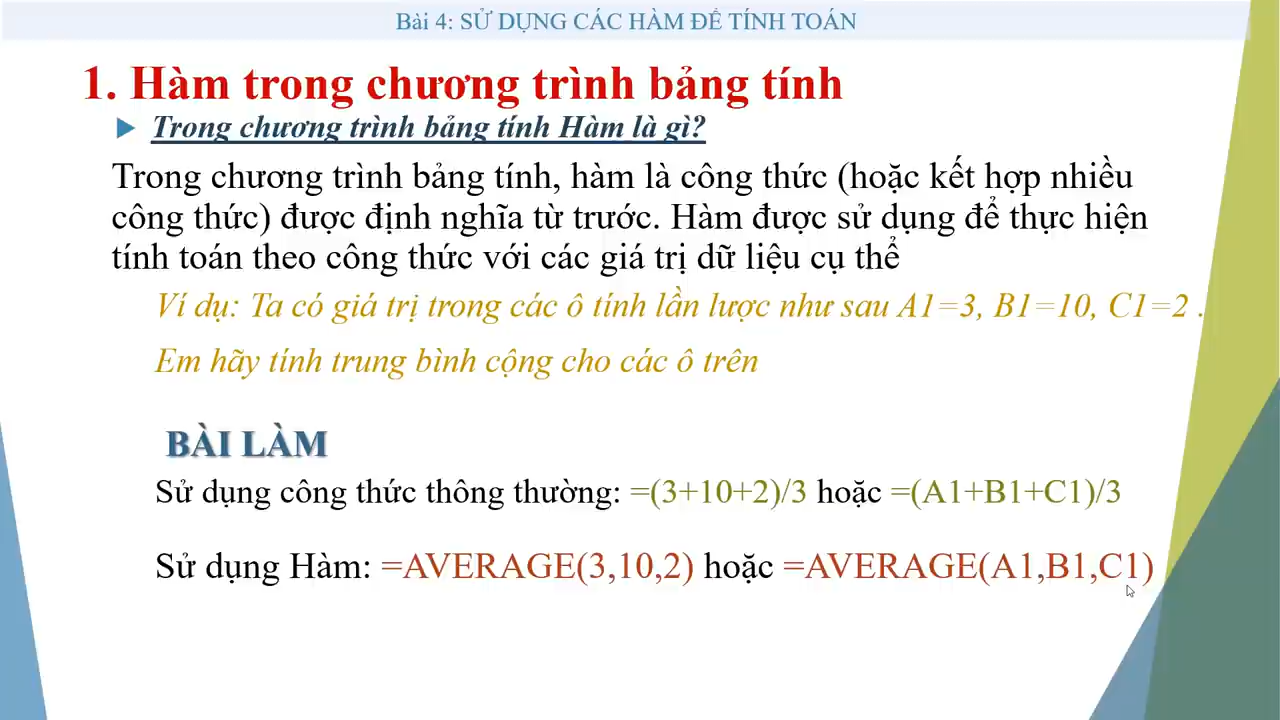 Bài 4: SỬ DỤNG CÁC HÀM ĐỂ TÍNH TOÁN
1. Hàm trong chương trình bảng tính
Trong chương trình bảng tính Hàm là gì?
Trong chương trình bảng tính, hàm là công thức (hoặc kết hợp nhiều
công thức) được định nghĩa từ trước. Hàm được sử dụng để thực hiện
tính toán theo công thức với các giá trị dữ liệu cụ thể
Ví dụ: Ta có giá trị trong các ô tính lần lược như sau A1=3, B1=10, C1=2 .
Em hãy tính trung bình cộng cho các ô trên
BÀI LÀM
Sử dụng công thức thông thường: =(3+10+2)/3 hoặc =(A1+B1+C1)/3
Sử dụng Hàm: =AVERAGE(3,10,2) hoặc =AVERAGE(A1,B1,C1)